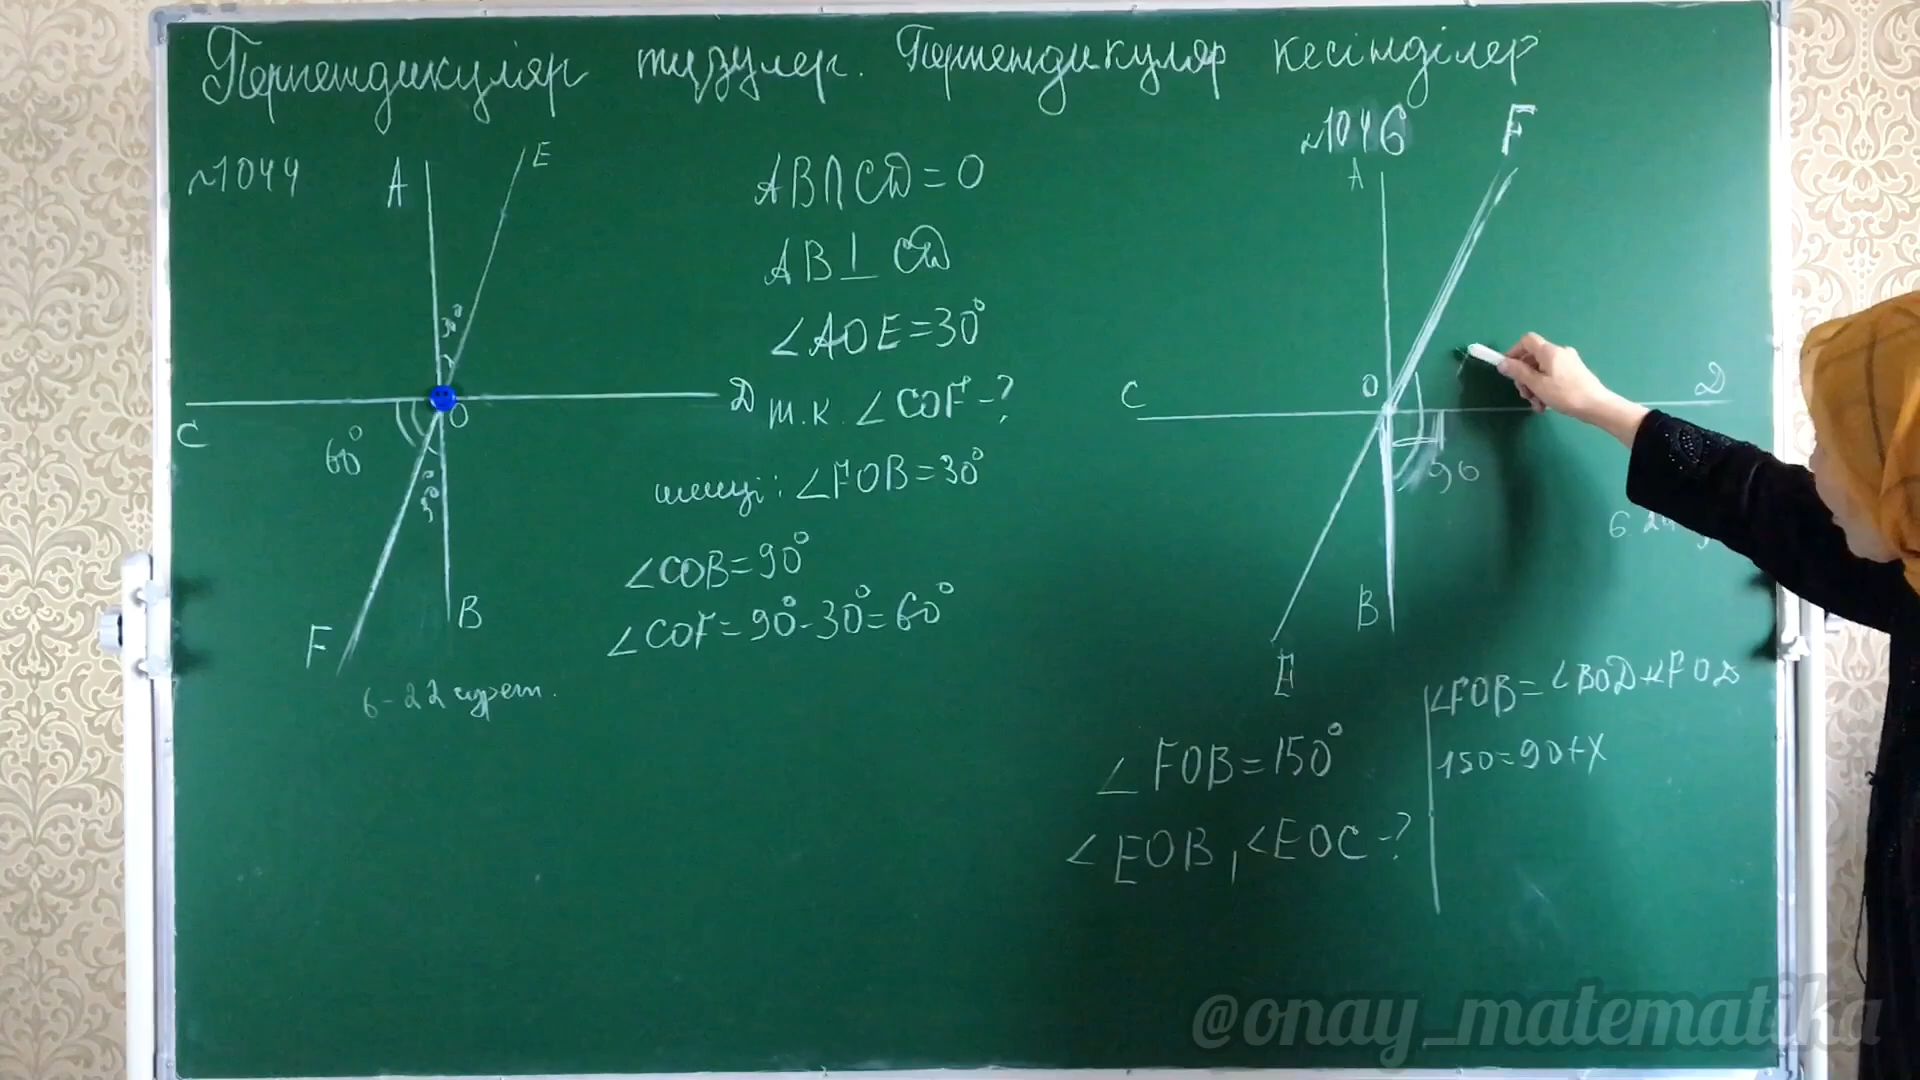 Перпендикуляр түзулер. Перпендикуляр кесінділер
№1044
A
E
30°
C
O
D
60°
30°
F
B
6-22 сурет.
AB∩CD=O
AB⊥CD
∠AOE=30°
т.к. ∠COF-?
шешуі: ∠FOB=30°
∠COB=90°
∠COF=90°-30°=60°
№1046
A
F
C
O
D
90
B
E
∠FOB=150°
∠EOB, ∠EOC-?
∠FOB=∠BOD+∠FOD
150=90+X
@onay_matematika